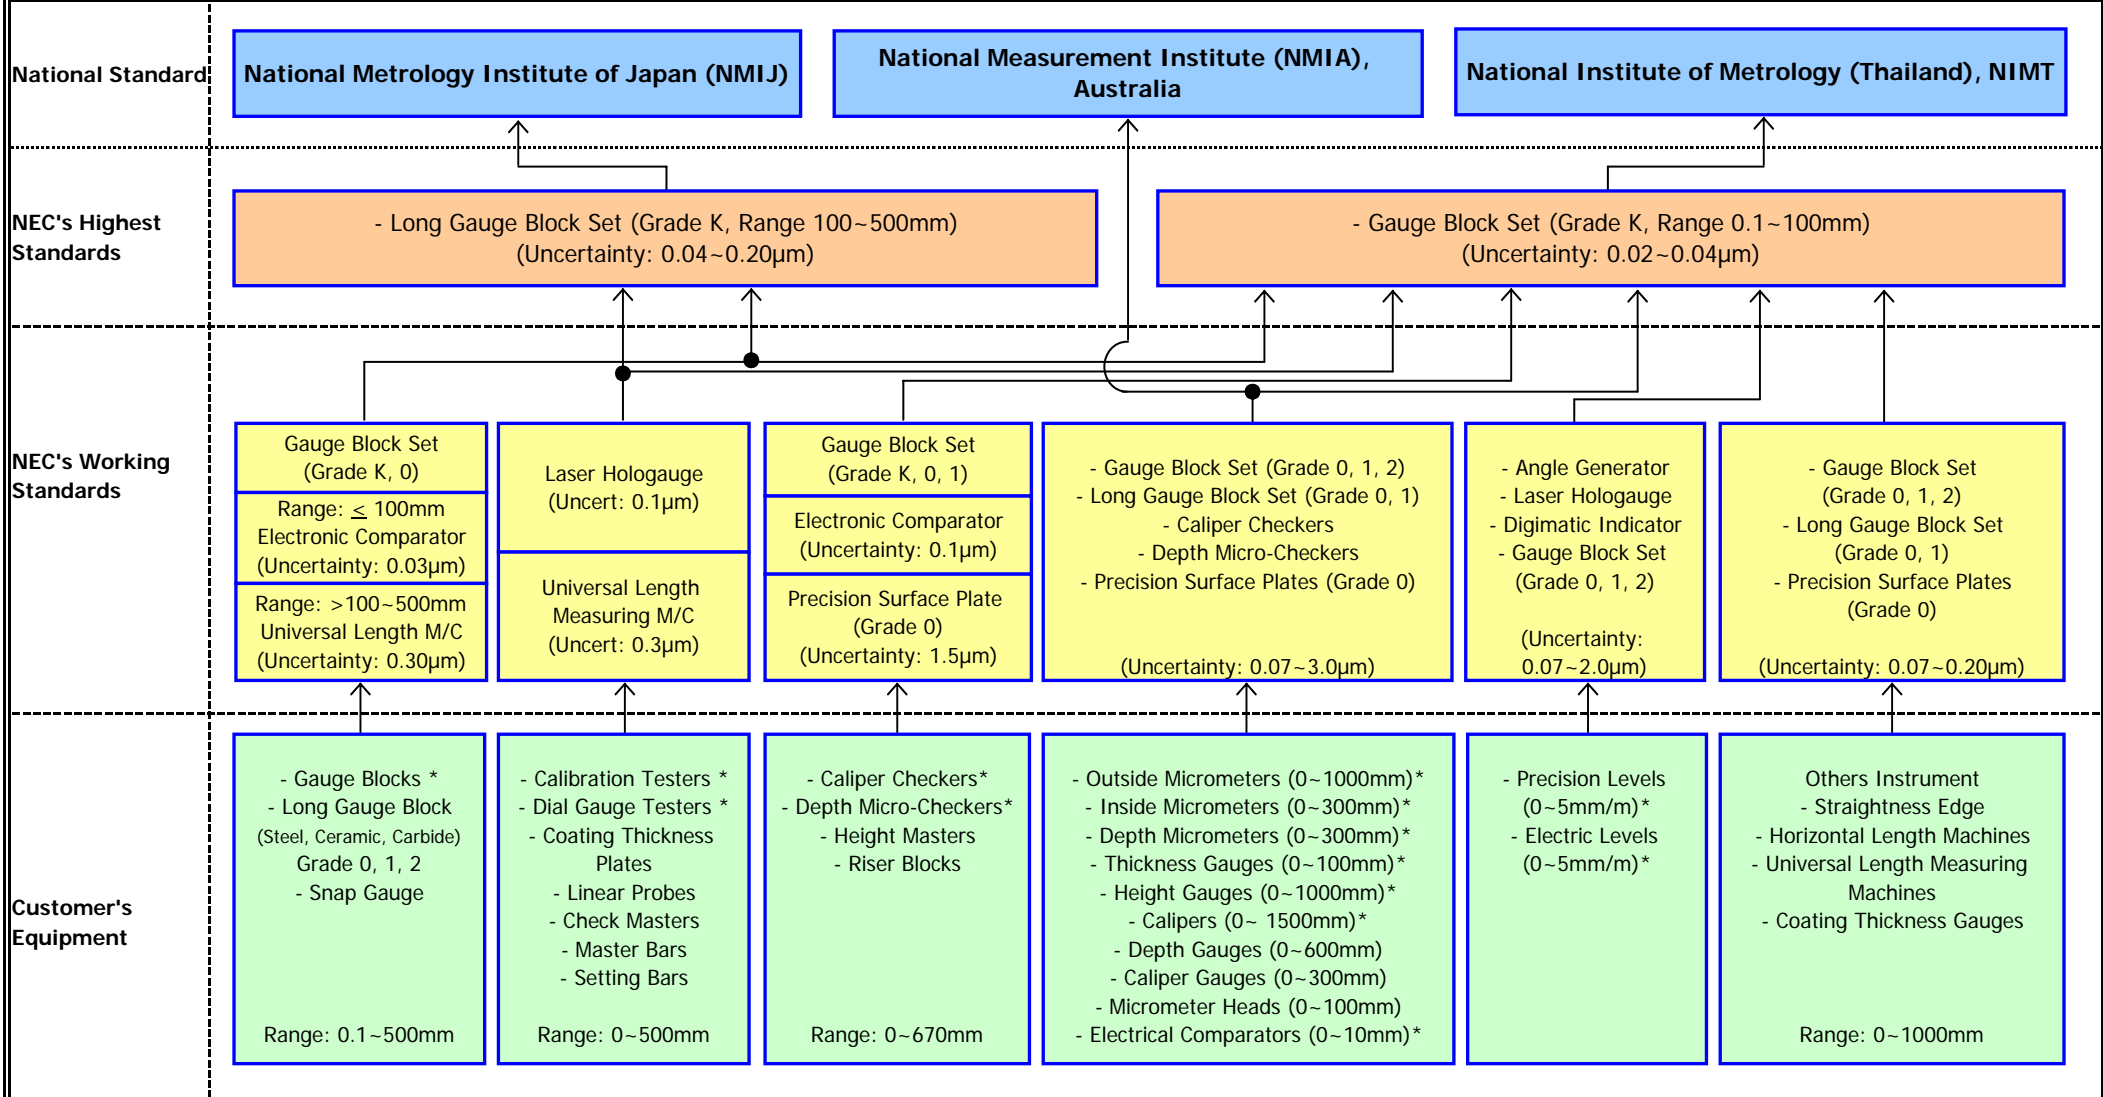 National Standard
National Metrology Institute of Japan (NMIJ)
National Measurement Institute (NMIA),
Australia
National Institute of Metrology (Thailand), NIMT
NEC's Highest
Standards
- Long Gauge Block Set (Grade K, Range 100~500mm)
(Uncertainty: 0.04~0.20µm)
- Gauge Block Set (Grade K, Range 0.1~100mm)
(Uncertainty: 0.02~0.04µm)
NEC's Working
Standards
Gauge Block Set
(Grade K, 0)
Range: ≤ 100mm
Electronic Comparator
(Uncertainty: 0.03µm)
Range: >100~500mm
Universal Length M/C
(Uncertainty: 0.30µm)
Laser Hologauge
(Uncert: 0.1µm)
Universal Length
Measuring M/C
(Uncert: 0.3µm)
Gauge Block Set
(Grade K, 0, 1)
Electronic Comparator
(Uncertainty: 0.1µm)
Precision Surface Plate
(Grade 0)
(Uncertainty: 1.5µm)
- Gauge Block Set (Grade 0, 1, 2)
- Long Gauge Block Set (Grade 0, 1)
- Caliper Checkers
- Depth Micro-Checkers
- Precision Surface Plates (Grade 0)
(Uncertainty: 0.07~3.0µm)
- Angle Generator
- Laser Hologauge
- Digimatic Indicator
- Gauge Block Set
(Grade 0, 1, 2)
(Uncertainty:
0.07~2.0µm)
- Gauge Block Set
(Grade 0, 1, 2)
- Long Gauge Block Set
(Grade 0, 1)
- Precision Surface Plates
(Grade 0)
(Uncertainty: 0.07~0.20µm)
Customer's
Equipment
- Gauge Blocks *
- Long Gauge Block
(Steel, Ceramic, Carbide)
Grade 0, 1, 2
- Snap Gauge
Range: 0.1~500mm
- Calibration Testers *
- Dial Gauge Testers *
- Coating Thickness
Plates
- Linear Probes
- Check Masters
- Master Bars
- Setting Bars
Range: 0~500mm
- Caliper Checkers*
- Depth Micro-Checkers*
- Height Masters
- Riser Blocks
Range: 0~670mm
- Outside Micrometers (0~1000mm)*
- Inside Micrometers (0~300mm)*
- Depth Micrometers (0~300mm)*
- Thickness Gauges (0~100mm)*
- Height Gauges (0~1000mm)*
- Calipers (0~ 1500mm)*
- Depth Gauges (0~600mm)
- Caliper Gauges (0~300mm)
- Micrometer Heads (0~100mm)
- Electrical Comparators (0~10mm)*
- Precision Levels
(0~5mm/m)*
- Electric Levels
(0~5mm/m)*
Others Instrument
- Straightness Edge
- Horizontal Length Machines
- Universal Length Measuring
Machines
- Coating Thickness Gauges
Range: 0~1000mm